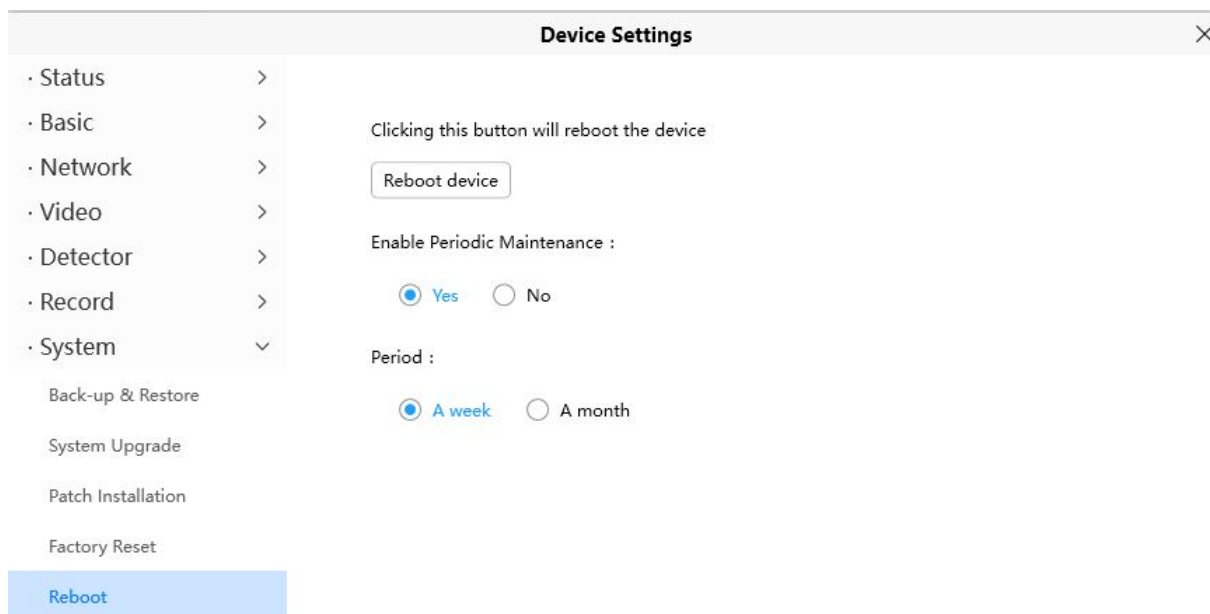 Device Settings
· Status
· Basic
· Network
· Video
· Detector
· Record
· System
Back-up & Restore
System Upgrade
Patch Installation
Factory Reset
Reboot
Clicking this button will reboot the device
Reboot device
Enable Periodic Maintenance :
Yes No
Period :
A week A month